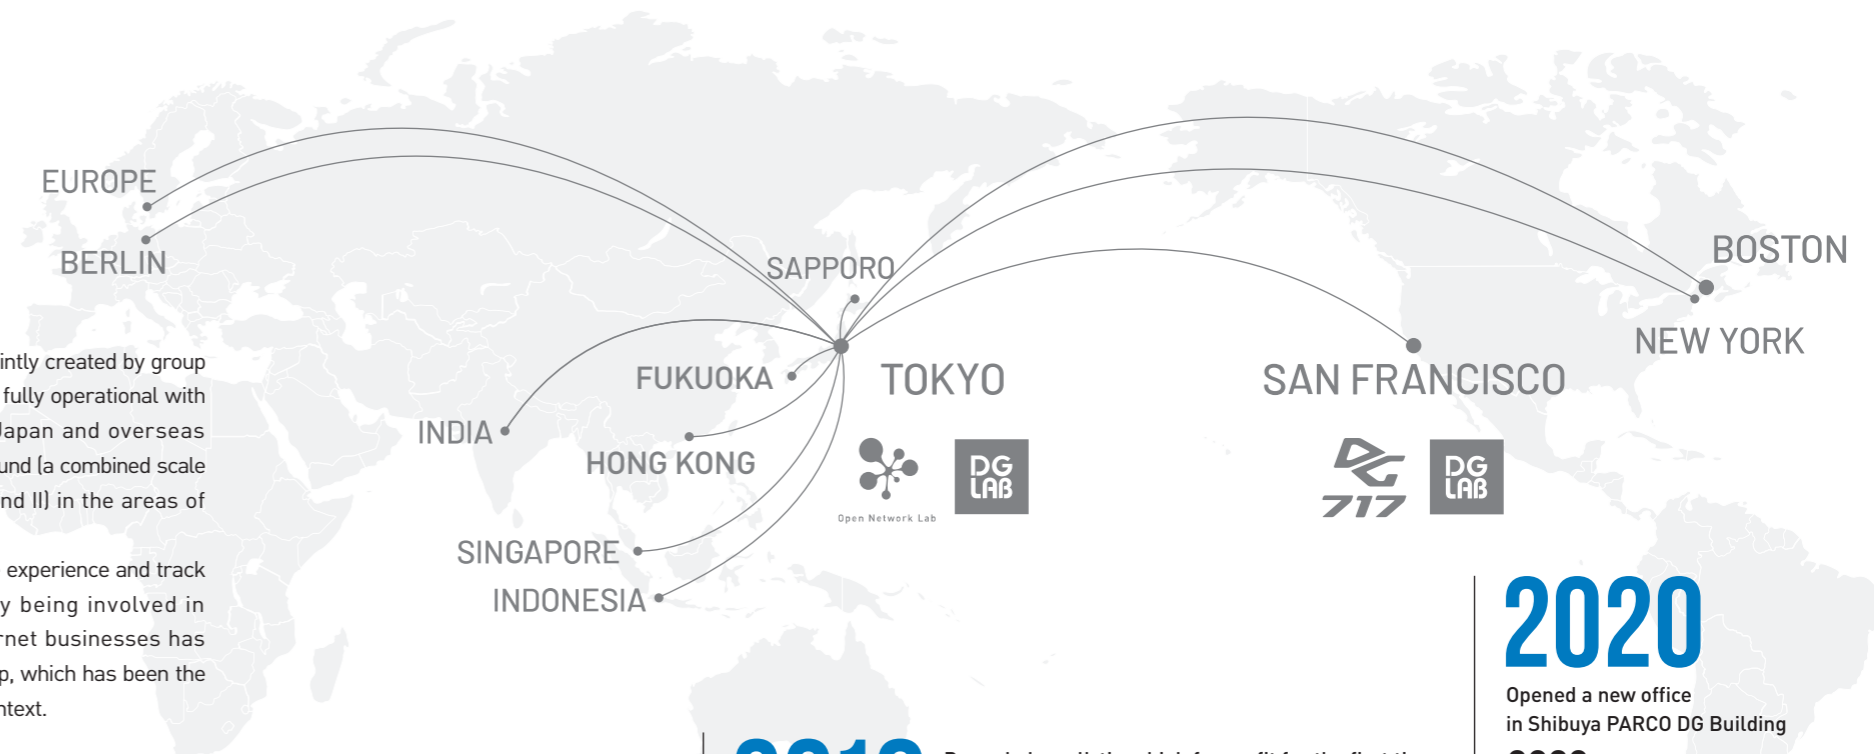 EUROPE
BERLIN
SAPPORO
BOSTON
NEW YORK
FUKUOKA
TOKYO
SAN FRANCISCO
INDIA
HONG KONG
Open Network Lab
DG
LAB
DG
717
DG
LAB
SINGAPORE
INDONESIA
intly created by group
fully operational with
Japan and overseas
und (a combined scale
nd II) in the areas of
experience and track
y being involved in
rnet businesses has
p, which has been the
ntext.
2020
Opened a new office
in Shibuya PARCO DG Building